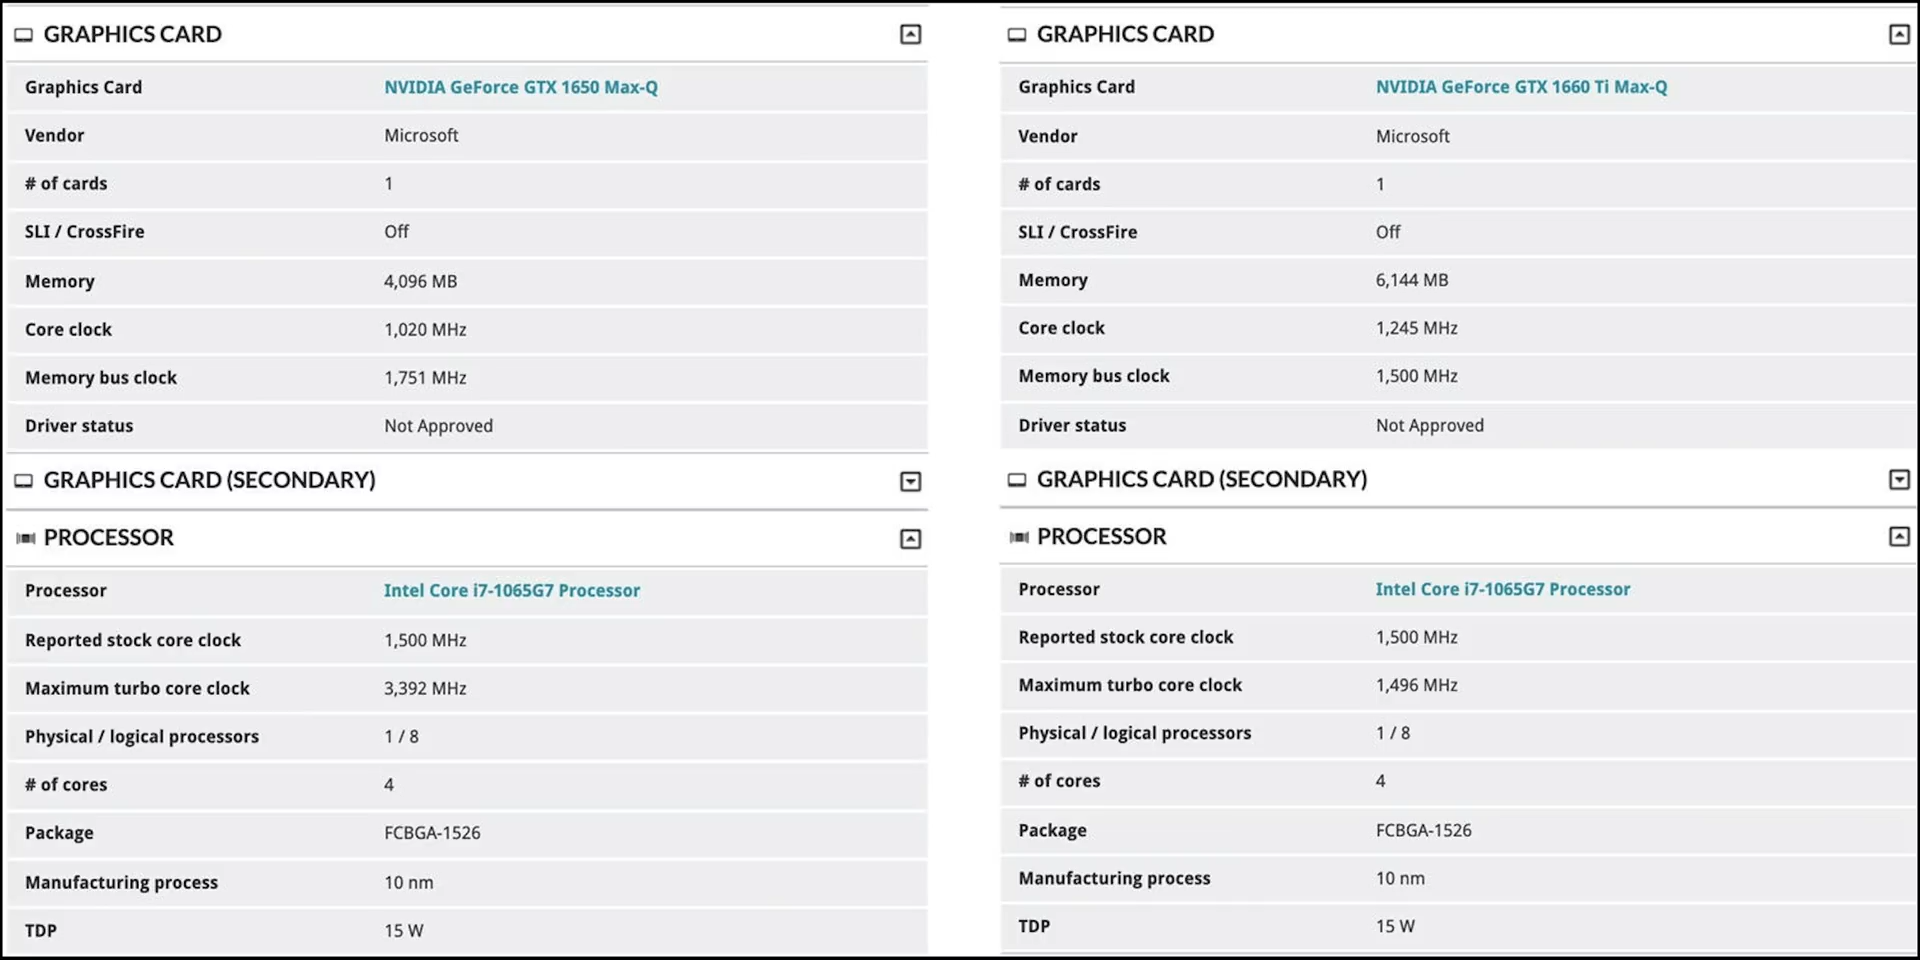 GRAPHICS CARD
Graphics Card NVIDIA GeForce GTX 1650 Max-Q
Vendor Microsoft
# of cards 1
SLI / CrossFire Off
Memory 4,096 MB
Core clock 1,020 MHz
Memory bus clock 1,751 MHz
Driver status Not Approved
GRAPHICS CARD (SECONDARY)
PROCESSOR
Processor Intel Core i7-1065G7 Processor
Reported stock core clock 1,500 MHz
Maximum turbo core clock 3,392 MHz
Physical / logical processors 1 / 8
# of cores 4
Package FCBGA-1526
Manufacturing process 10 nm
TDP 15 W
GRAPHICS CARD
Graphics Card NVIDIA GeForce GTX 1660 Ti Max-Q
Vendor Microsoft
# of cards 1
SLI / CrossFire Off
Memory 6,144 MB
Core clock 1,245 MHz
Memory bus clock 1,500 MHz
Driver status Not Approved
GRAPHICS CARD (SECONDARY)
PROCESSOR
Processor Intel Core i7-1065G7 Processor
Reported stock core clock 1,500 MHz
Maximum turbo core clock 1,496 MHz
Physical / logical processors 1 / 8
# of cores 4
Package FCBGA-1526
Manufacturing process 10 nm
TDP 15 W